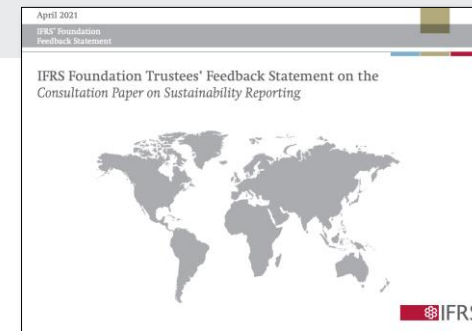 April 2021
IFRS® Foundation
Feedback Statement
IFRS Foundation Trustees' Feedback Statement on the
Consultation Paper on Sustainability Reporting
IFRS